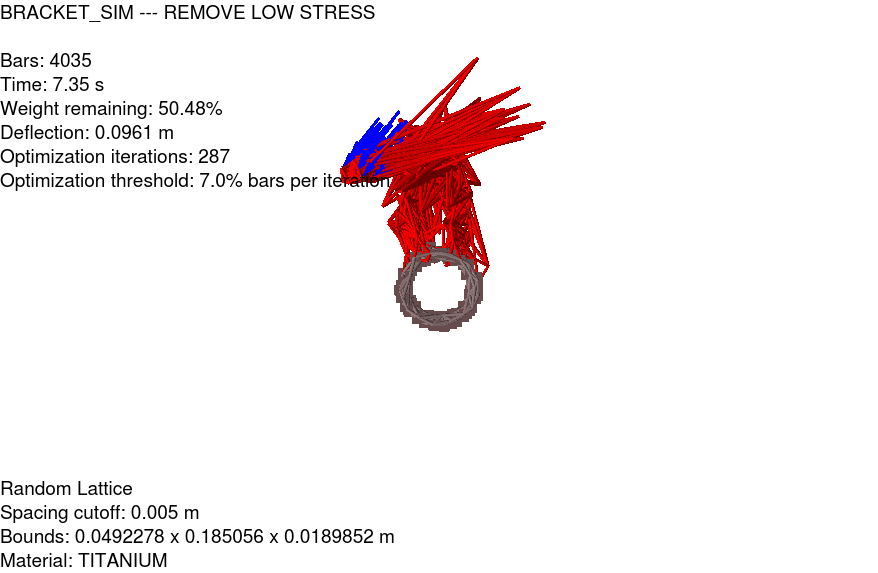 BRACKET_SIM --- REMOVE LOW STRESS
Bars: 4035
Time: 7.35 s
Weight remaining: 50.48%
Deflection: 0.0961 m
Optimization iterations: 287
Optimization threshold: 7.0% bars per iteration
Random Lattice
Spacing cutoff: 0.005 m
Bounds: 0.0492278 x 0.185056 x 0.0189852 m
Material: TITANIUM